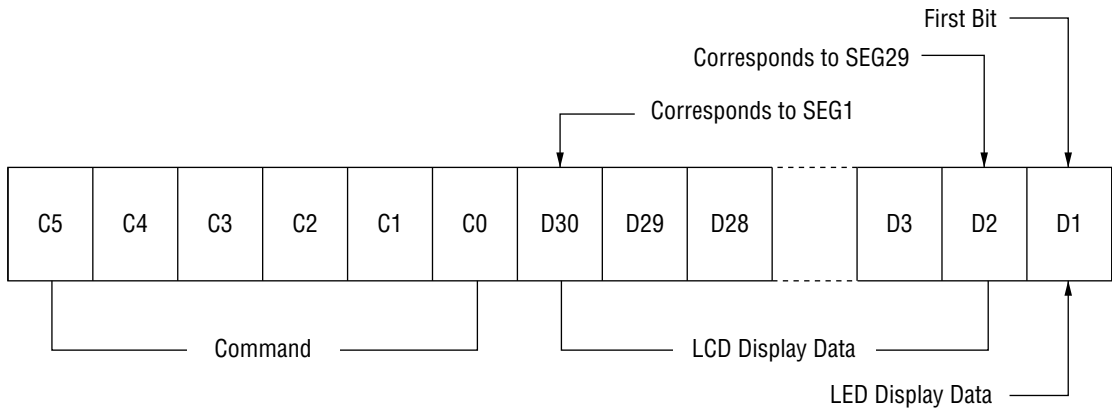 First Bit
Corresponds to SEG29
Corresponds to SEG1
C5 C4 C3 C2 C1 C0 D30 D29 D28 D3 D2 D1
Command LCD Display Data
LED Display Data